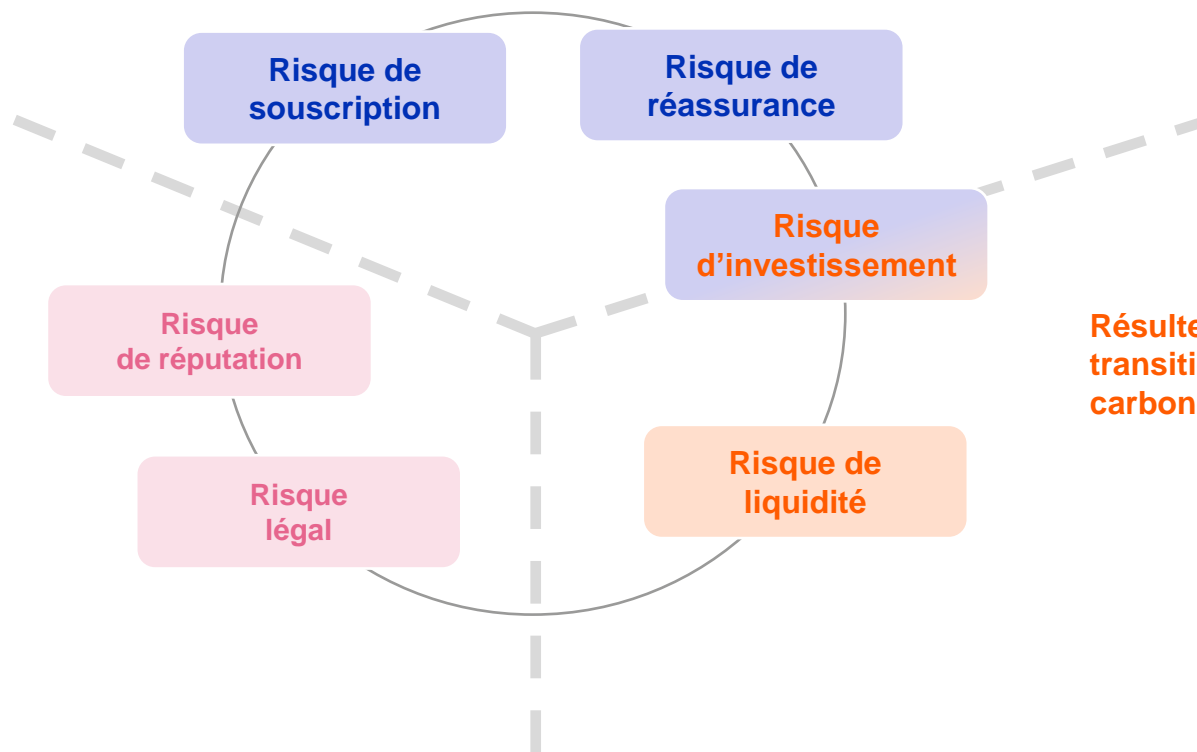 Risque de
souscription
Risque de
réassurance
Risque
d’investissement
Risque
de réputation
Risque de
liquidité
Risque
légal